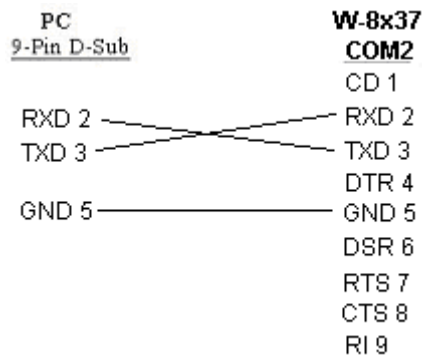 PC W-8x37
9-Pin D-Sub COM2
CD 1
RXD 2 RXD 2
TXD 3 TXD 3
DTR 4
GND 5 GND 5
DSR 6
RTS 7
CTS 8
RI 9